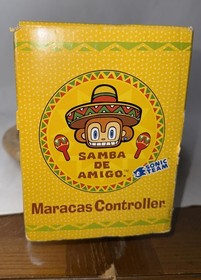 SAMBA
DE
AMIGO.
SONIC
TEAM
Maracas Controller.